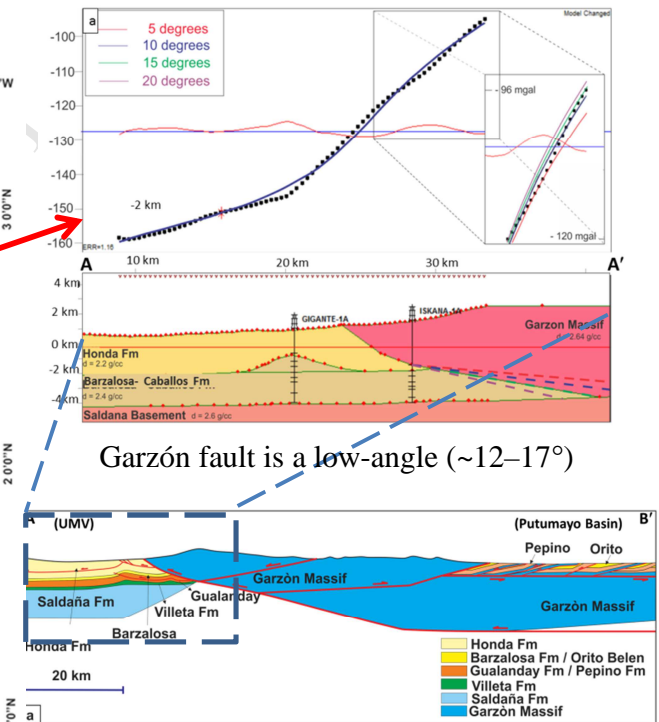 Model Changed
a
5 degrees
10 degrees
15 degrees
20 degrees
-100
-110
-120
-130
-140
-150
-160
- 96 mgal
- 120 mgal
-2 km
ERR=1.16
10 km
20 km
30 km
A
A'
4 km
2 km
0 km
-2 km
-4km
GIGANTE-1A
Garzon Massif
d = 2.64 g/cc
Honda Fm
d = 2.2 g/cc
Barzalosa- Caballos Fm
d = 2.4 g/cc
Saldana Basement d = 2.6 g/cc
"W
3 0'0"N
2 0'0"N
0'0"N
Garzón fault is a low-angle (~12–17°)
A
(UMV)
(Putumayo Basin)
B'
Pepino
Orito
Garzòn Massif
Gualanday
Saldaña Fm
Villeta Fm
Garzòn Massif
Barzalosa
Honda Fm
20 km
a
Honda Fm
Barzalosa Fm / Orito Belen
Gualanday Fm / Pepino Fm
Villeta Fm
Saldaña Fm
Garzòn Massif